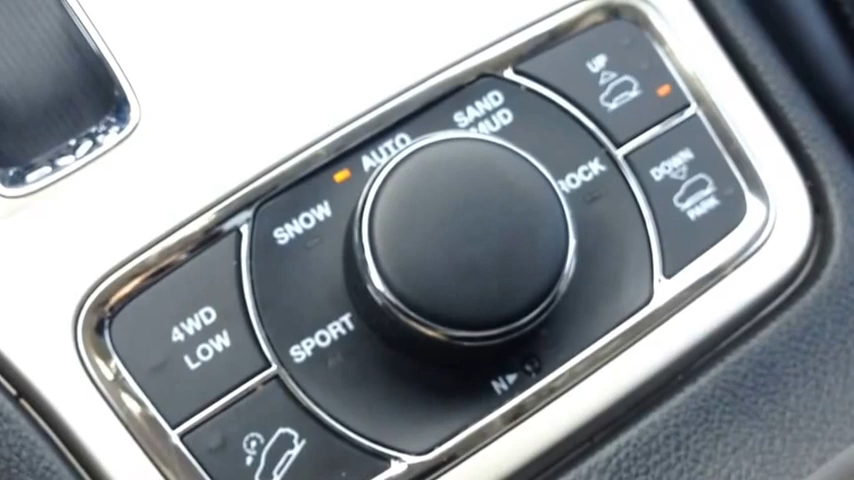 UP
SAND
MUD
AUTO
DOWN
ROCK
PARK
SNOW
4WD
LOW
SPORT
N